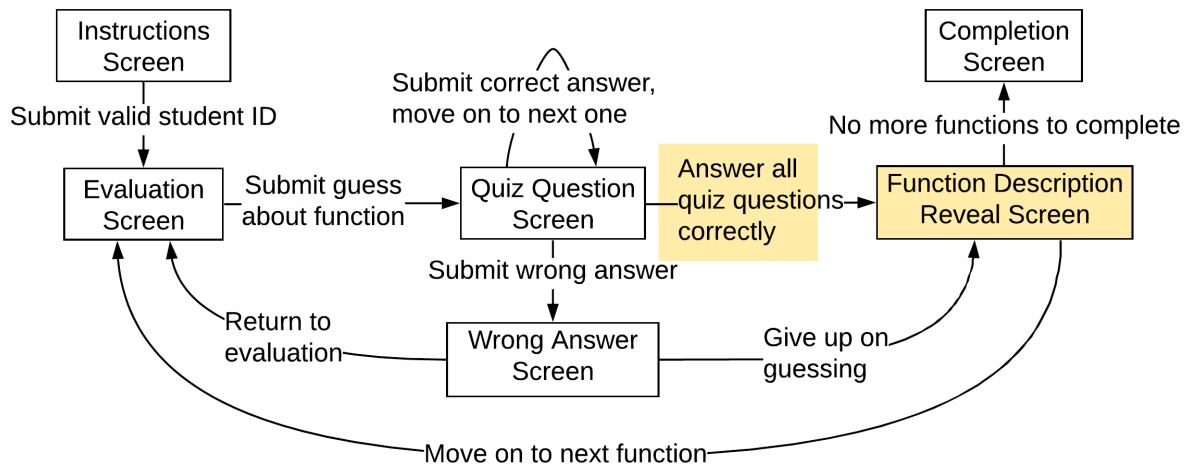 Instructions
Screen
Completion
Screen
Submit correct answer,
move on to next one
Submit valid student ID
No more functions to complete
Evaluation
Screen
Submit guess
about function
Quiz Question
Screen
Answer all
quiz questions
correctly
Function Description
Reveal Screen
Submit wrong answer
Return to
evaluation
Wrong Answer
Screen
Give up on
guessing
Move on to next function